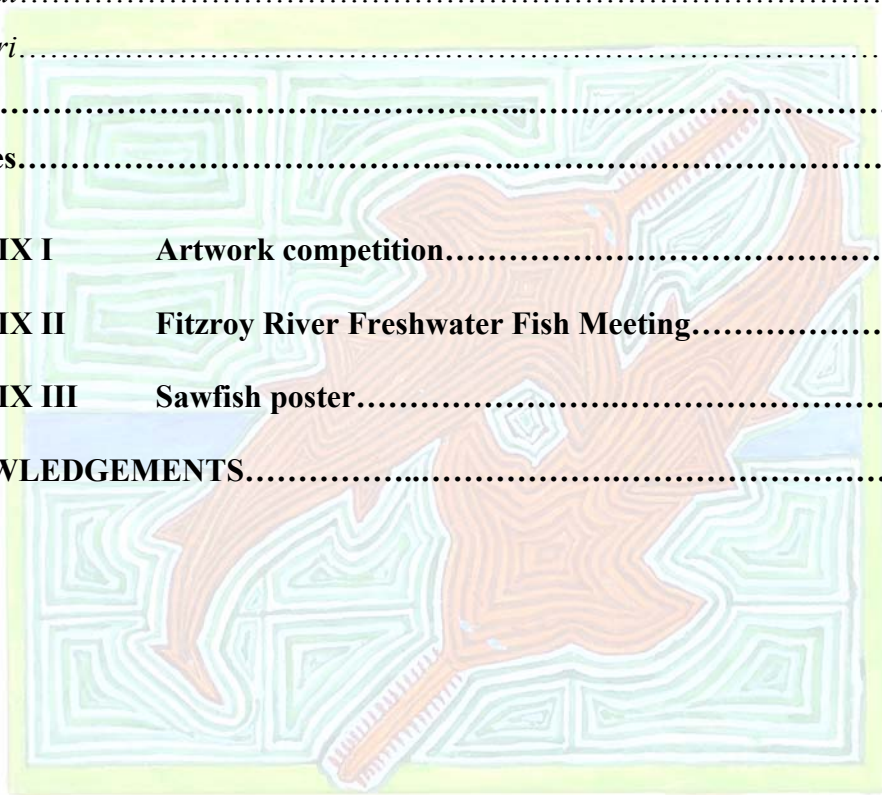 ri……………………………………………………………………………
……………………………………………………………………………
es……………………………………………………………………………
IX I Artwork competition……………………………………
IX II Fitzroy River Freshwater Fish Meeting………………
IX III Sawfish poster……………………..……………………
WLEDGEMENTS……………...………………..……………………